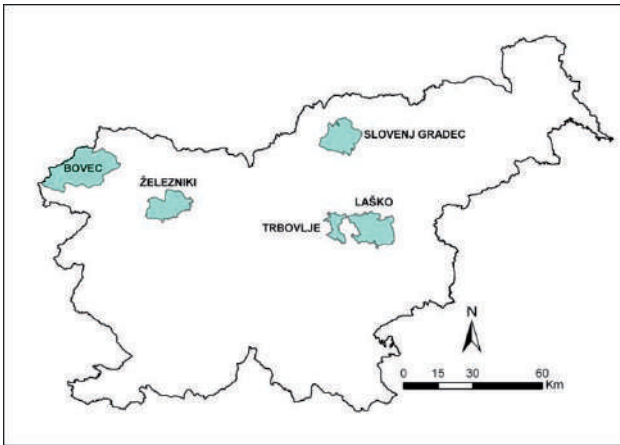 SLOVENJ GRADEC
BOVEC
ŽELEZNIKI
LAŠKO
TRBOVLJE
N
0 15 30 60
Km